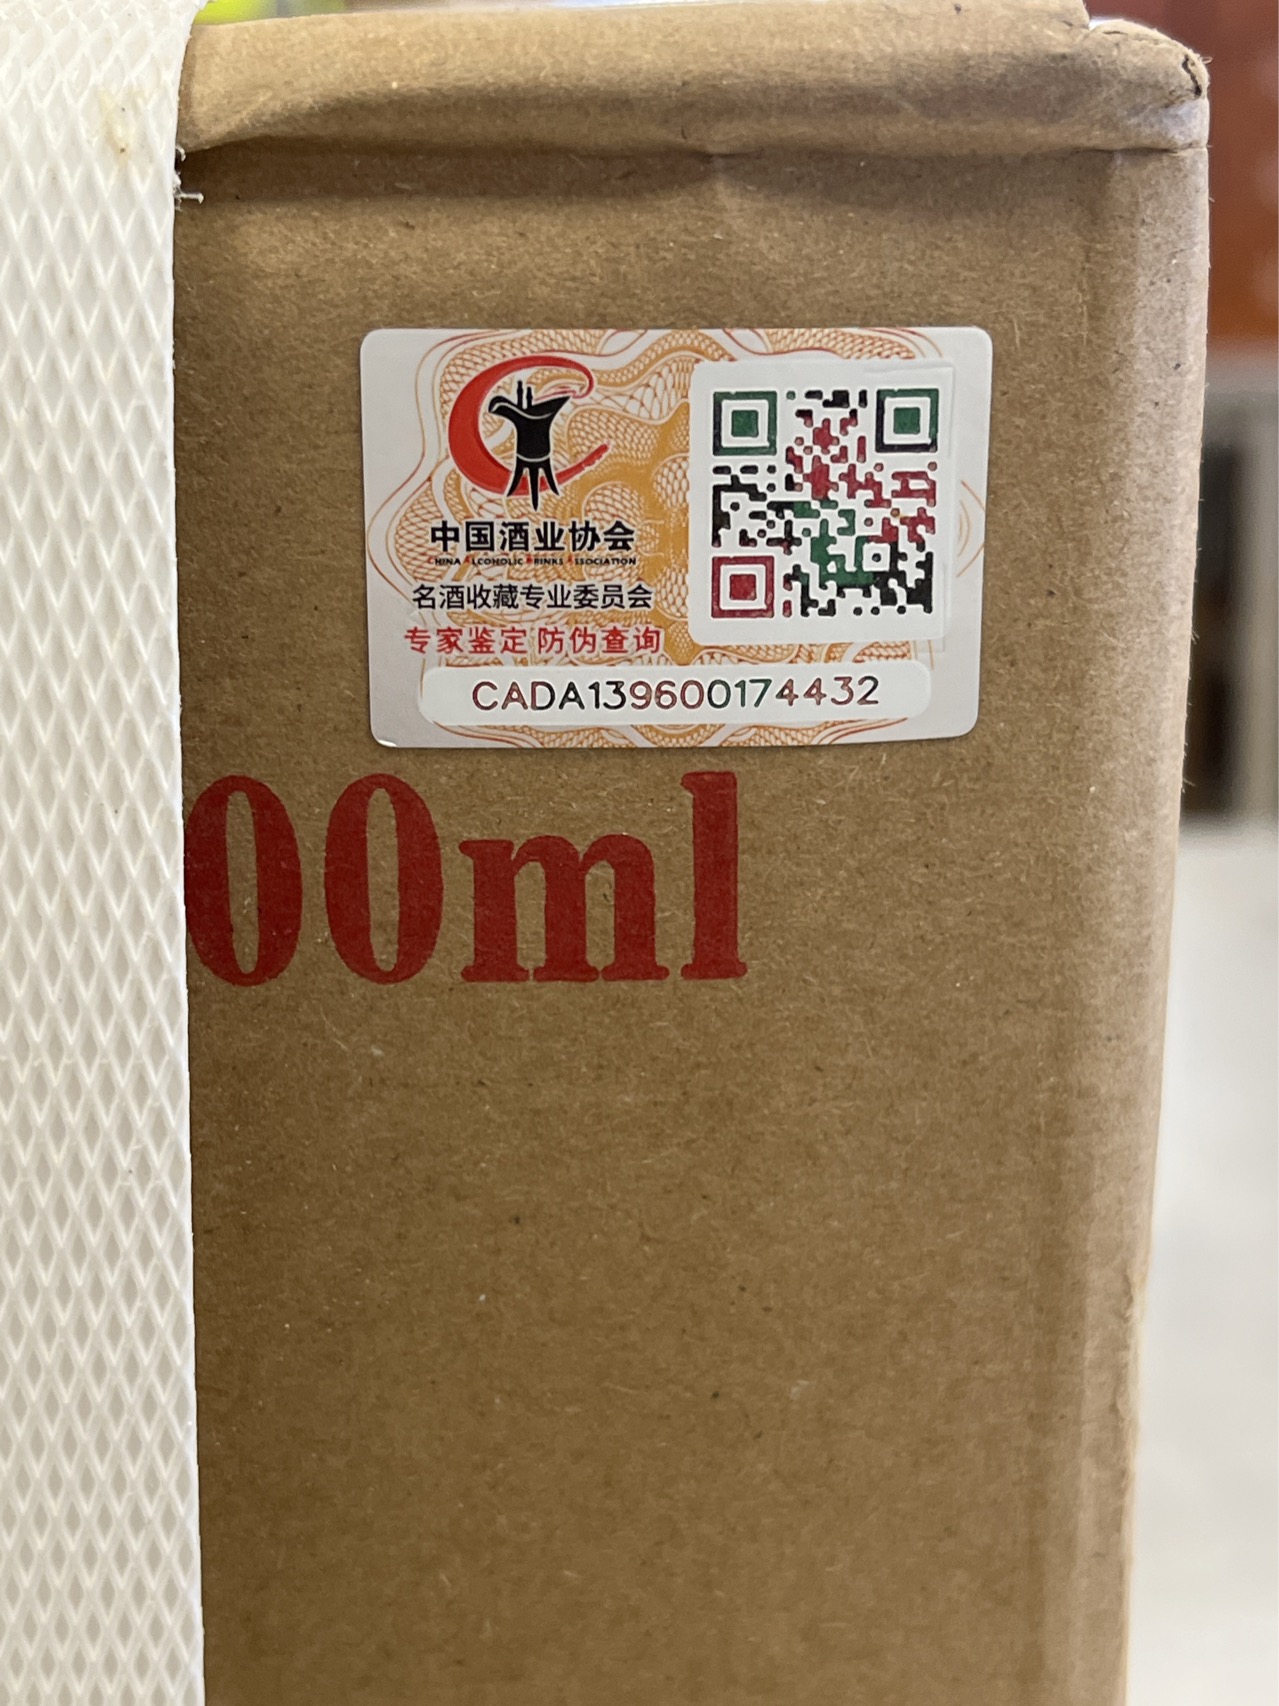 中国酒业协会
CHINA ALCOHOLIC DRINKS ASSOCIATION
名酒收藏专业委员会
专家鉴定 防伪查询
CADA139600174432
00ml